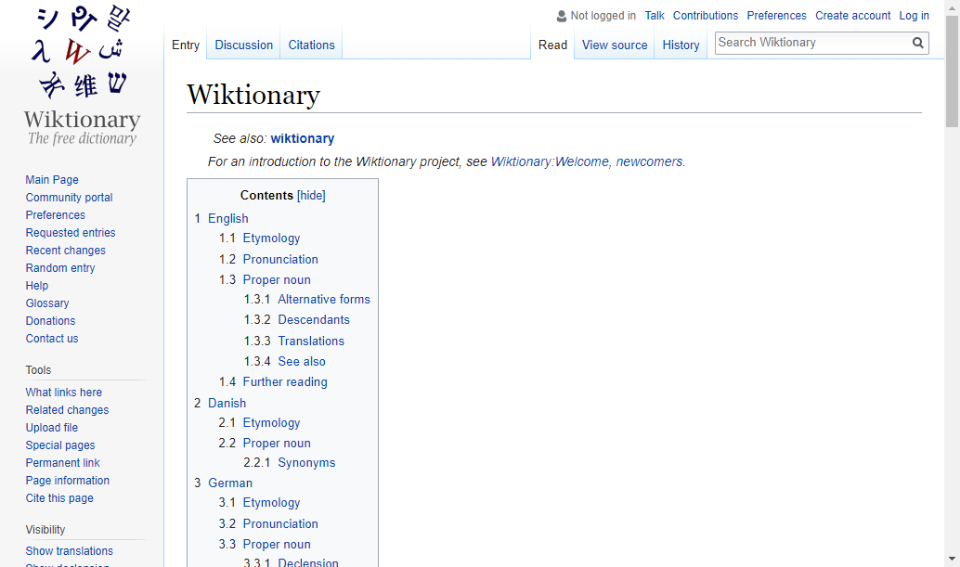 Not logged in Talk Contributions Preferences Create account Log in
Entry Discussion Citations Read View source History Search Wiktionary
Wiktionary
The free dictionary
Main Page
Community portal
Preferences
Requested entries
Recent changes
Random entry
Help
Glossary
Donations
Contact us
Tools
What links here
Related changes
Upload file
Special pages
Permanent link
Page information
Cite this page
Visibility
Show translations
Show declension
Wiktionary
See also: wiktionary
For an introduction to the Wiktionary project, see Wiktionary:Welcome, newcomers.
Contents [hide]
1 English
1.1 Etymology
1.2 Pronunciation
1.3 Proper noun
1.3.1 Alternative forms
1.3.2 Descendants
1.3.3 Translations
1.3.4 See also
1.4 Further reading
2 Danish
2.1 Etymology
2.2 Proper noun
2.2.1 Synonyms
3 German
3.1 Etymology
3.2 Pronunciation
3.3 Proper noun
3.3.1 Declension